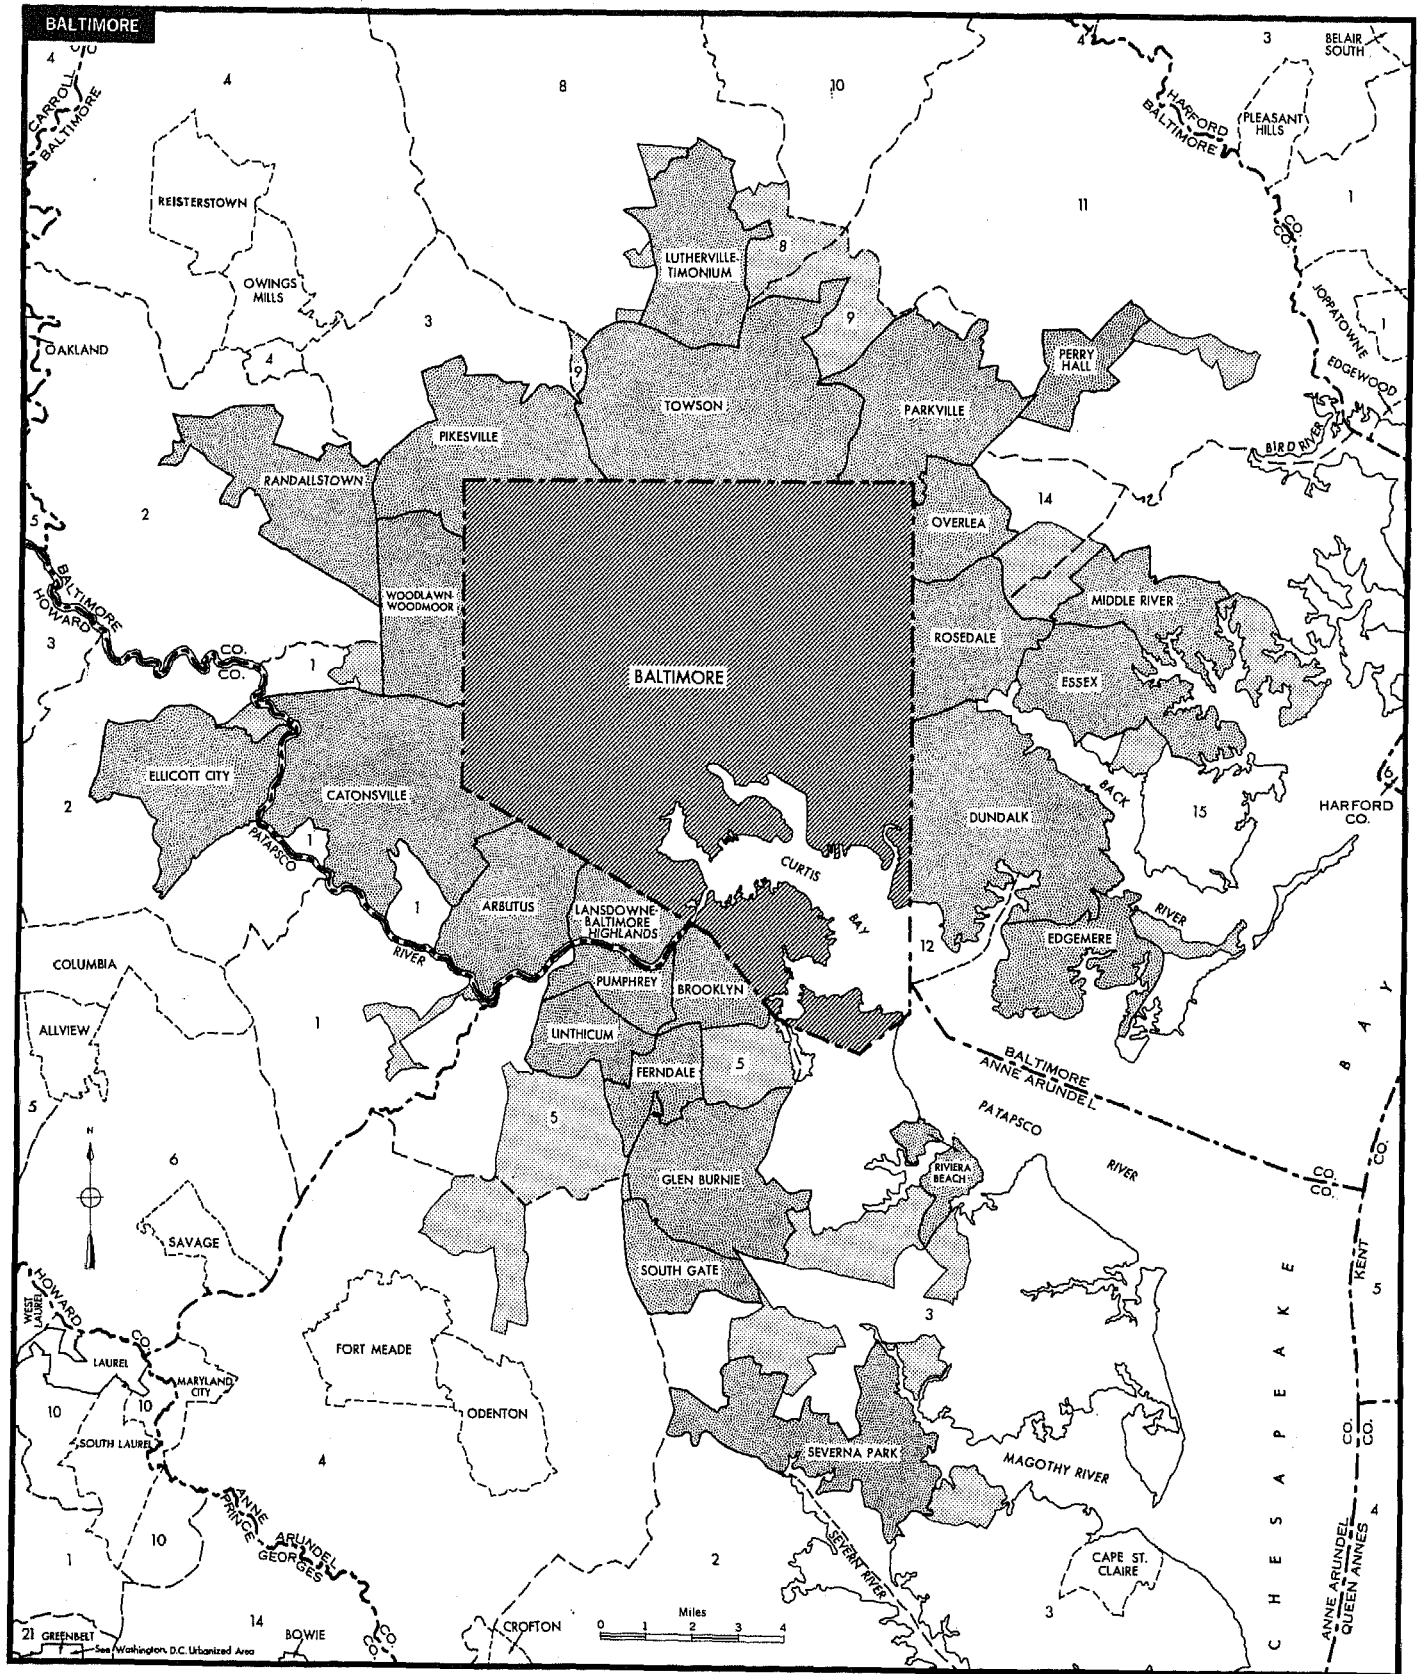 BALTIMORE
4
CARROLL
BALTIMORE
4
8
10
4
3
BELAIR
SOUTH
HARFORD
BALTIMORE
PLEASANT
HILLS
REISTERSTOWN
11
1
CO.
CO.
LUTHERVILLE-
TIMONIUM
8
OWINGS
MILLS
3
9
JOPPATOWNE
1
OAKLAND
4
9
PERRY
HALL
EDGEWOOD
TOWSON
PARKVILLE
PIKESVILLE
BIRD RIVER
RANDALLSTOWN
2
5
14
OVERLEA
BALTIMORE
HOWARD
WOODLAWN-
WOODMOOR
MIDDLE RIVER
ROSEDALE
3
CO.
CO.
1
BALTIMORE
ESSEX
ELLICOTT CITY
CATONSVILLE
BACK
6
2
DUNDALK
15
HARFORD
CO.
PATAPSCO
1
CURTIS
1
ARBUTUS
LANSDOWNE-
BALTIMORE
HIGHLANDS
BAY
RIVER
12
EDGEMERE
RIVER
COLUMBIA
PUMPHREY
BROOKLYN
ALLVIEW
1
LINTHICUM
BAY
FERNDALE
5
BALTIMORE
ANNE ARUNDEL
5
5
PATAPSCO
N
6
RIVER
CO.
CO.
CO.
GLEN BURNIE
RIVIERA
BEACH
SAVAGE
SOUTH GATE
KENT
5
HOWARD
CO.
WEST
LAUREL
3
FORT MEADE
CHESAPEAKE
LAUREL
MARYLAND
CITY
10
10
ODENTON
CO.
CO.
SOUTH LAUREL
4
SEVERNA PARK
MAGOTHY RIVER
ANNE ARUNDEL
PRINCE GEORGES
10
1
2
SEVERN RIVER
CAPE ST.
CLAIRE
4
ANNE ARUNDEL
QUEEN ANNES
3
14
Miles
0 1 2 3 4
CROFTON
BOWIE
CO.
CO.
21
GREENBELT
See Washington, D.C. Urbanized Area